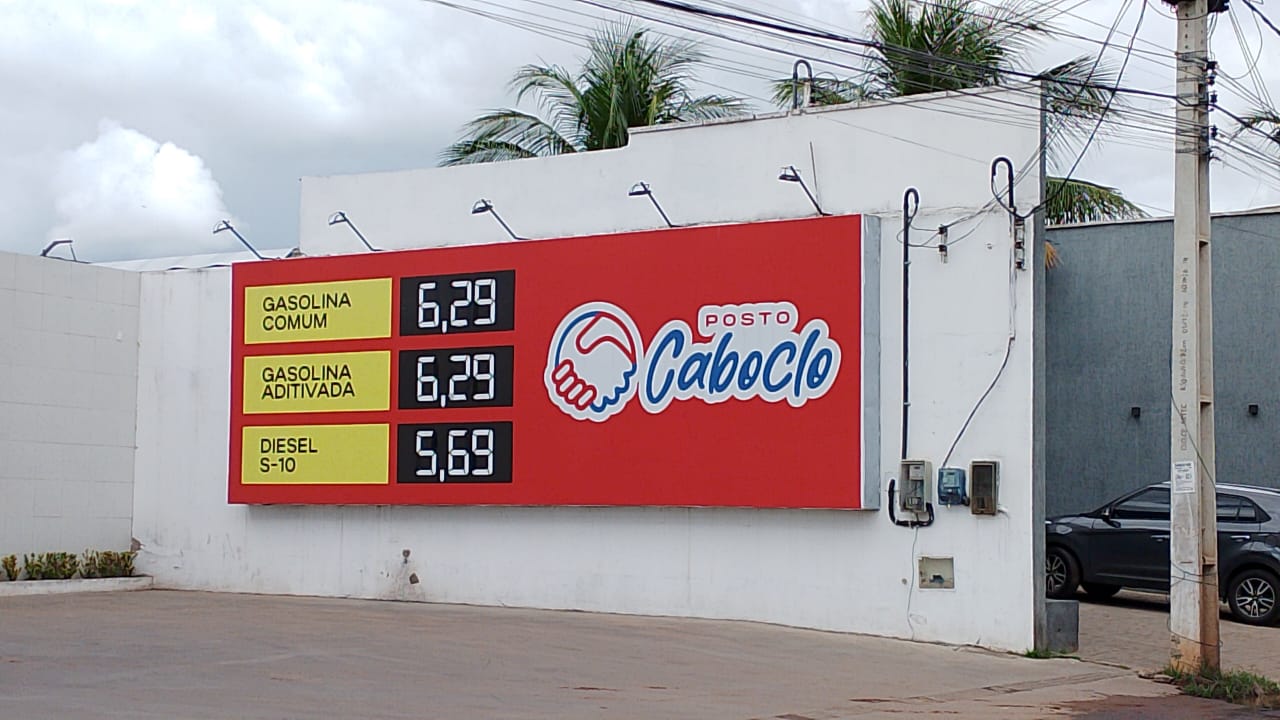 GASOLINA
COMUM
6,29
GASOLINA
ADITIVADA
6,29
DIESEL
S-10
5,69
POSTO
Caboclo